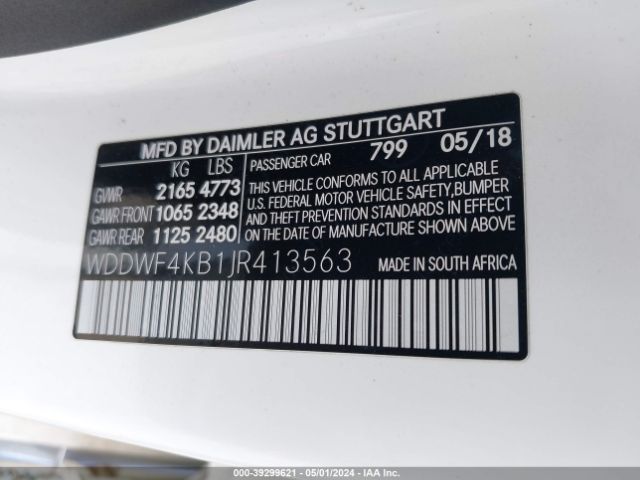 MFD BY DAIMLER AG STUTTGART
KG LBS
GVWR 2165 4773
GAWR FRONT 1065 2348
GAWR REAR 1125 2480
PASSENGER CAR 799 05/18
THIS VEHICLE CONFORMS TO ALL APPLICABLE
U.S. FEDERAL MOTOR VEHICLE SAFETY, BUMPER
AND THEFT PREVENTION STANDARDS IN EFFECT
ON THE DATE OF MANUFACTURE SHOWN ABOVE
WDDWF4KB1JR413563 MADE IN SOUTH AFRICA
000-39299621 - 05/01/2024 - IAA Inc.